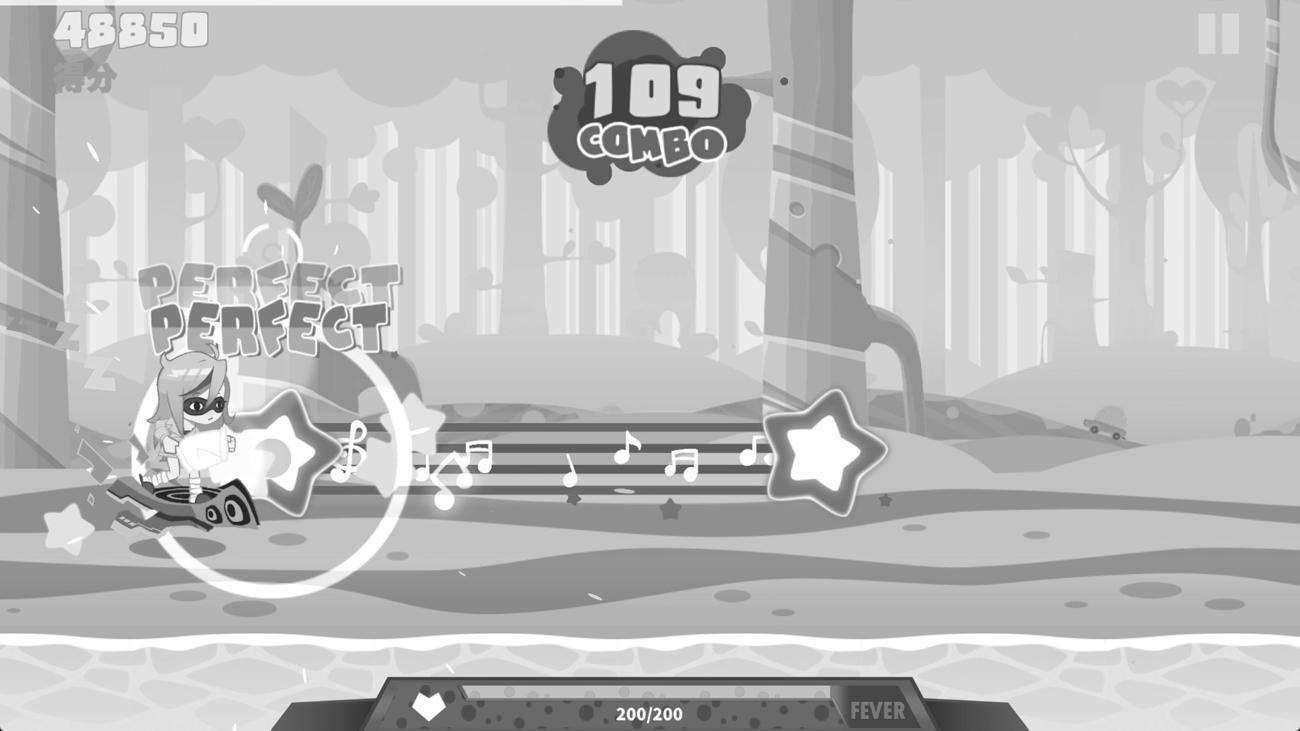 48850
得分
109
COMBO
PERFECT
PERFECT
200/200
FEVER